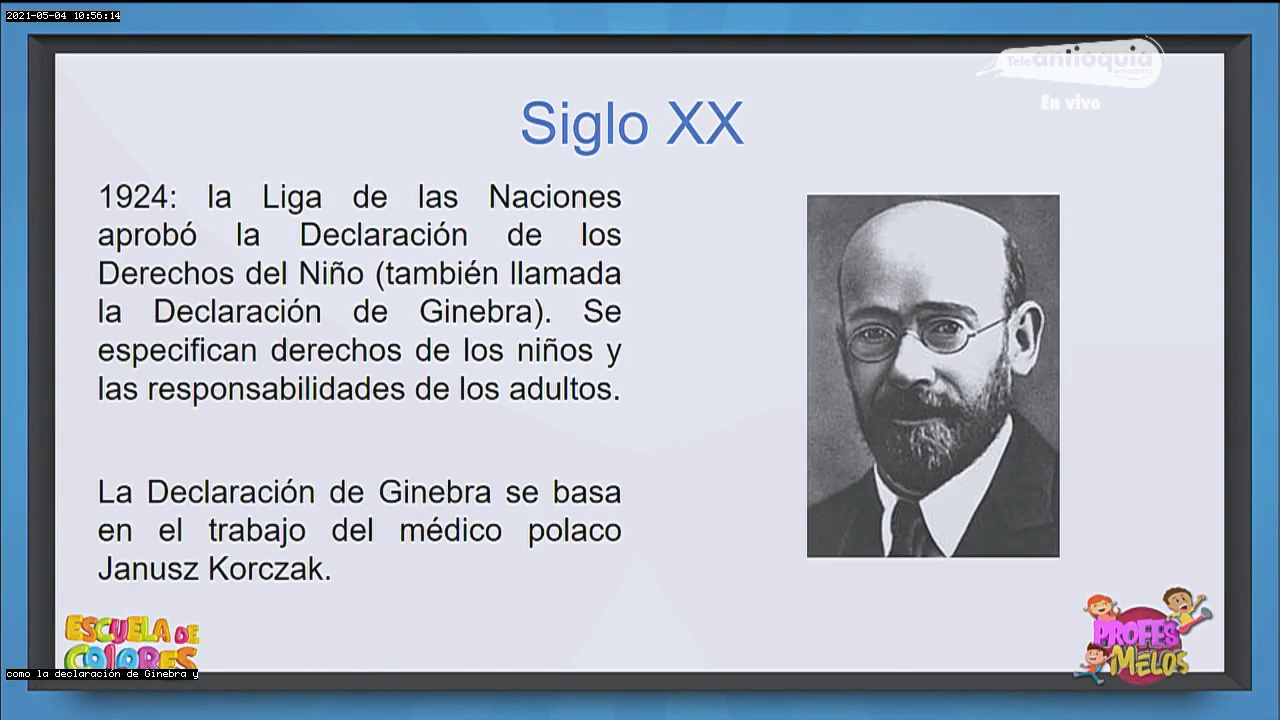 2021-05-04 10:56:14
Teleantioquia
En vivo
Siglo XX
1924: la Liga de las Naciones
aprobó la Declaración de los
Derechos del Niño (también llamada
la Declaración de Ginebra). Se
especifican derechos de los niños y
las responsabilidades de los adultos.
La Declaración de Ginebra se basa
en el trabajo del médico polaco
Janusz Korczak.
ESCUELA DE
COLORES
PROFES
MELOS
como la declaración de Ginebra y